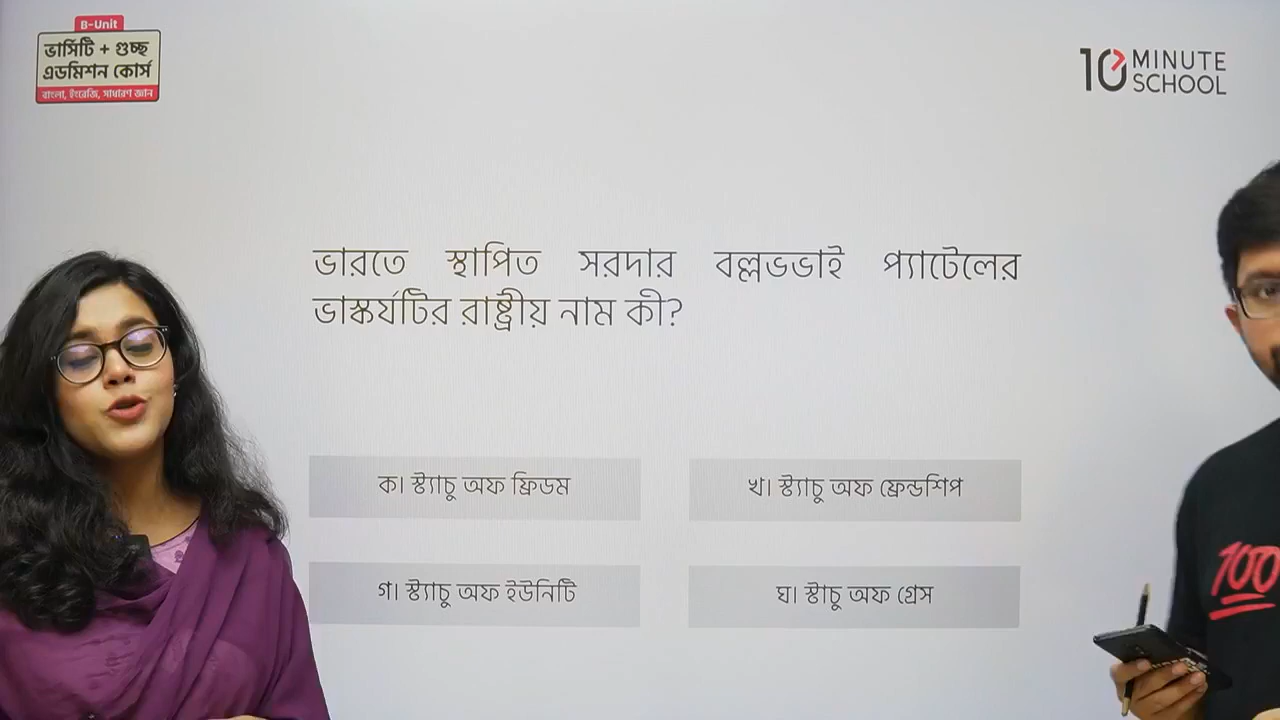 B-Unit
ভার্সিটি + গুচ্ছ
এডমিশন কোর্স
বাংলা, ইংরেজি, সাধারণ জ্ঞান
10 MINUTE
SCHOOL
ভারতে স্থাপিত সরদার বল্লভভাই প্যাটেলের
ভাস্কর্যটির রাষ্ট্রীয় নাম কী?
ক। স্ট্যাচু অফ ফ্রিডম
খ। স্ট্যাচু অফ ফ্রেন্ডশিপ
গ। স্ট্যাচু অফ ইউনিটি
ঘ। স্টাচু অফ গ্রেস
100